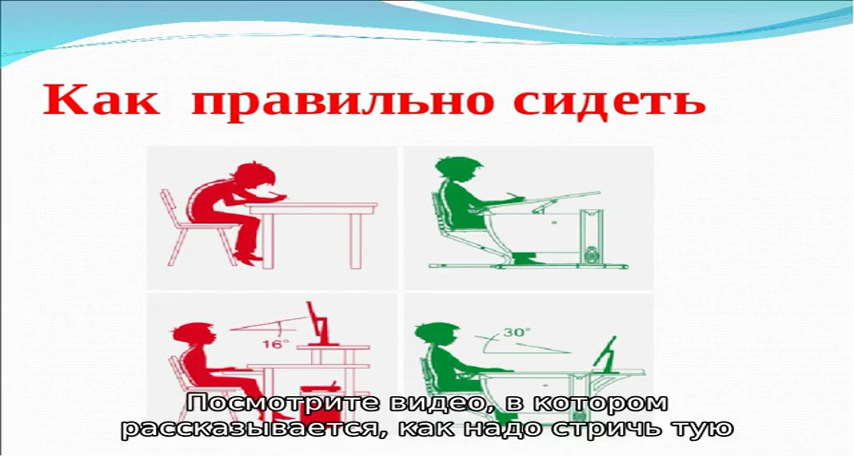 Как правильно сидеть
16°
30°
Посмотрите видео, в котором
рассказывается, как надо стричь тую